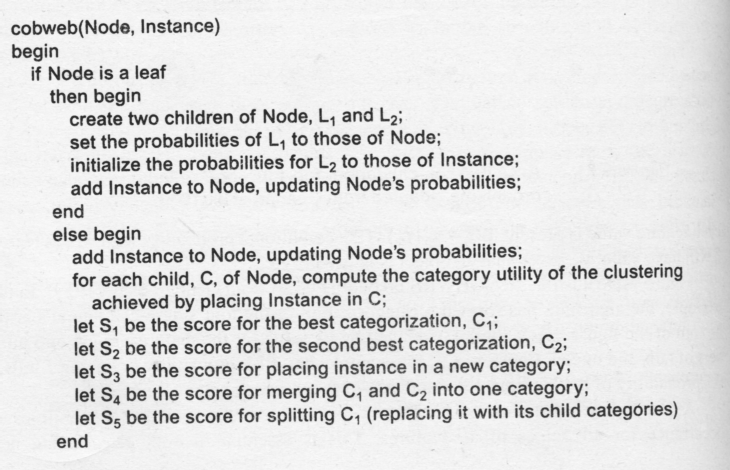 cobweb(Node, Instance)
begin
if Node is a leaf
then begin
create two children of Node, L₁ and L₂;
set the probabilities of L₁ to those of Node;
initialize the probabilities for L₂ to those of Instance;
add Instance to Node, updating Node's probabilities;
end
else begin
add Instance to Node, updating Node's probabilities;
for each child, C, of Node, compute the category utility of the clustering
achieved by placing Instance in C;
let S₁ be the score for the best categorization, C₁;
let S₂ be the score for the second best categorization, C₂;
let S₃ be the score for placing instance in a new category;
let S₄ be the score for merging C₁ and C₂ into one category;
let S₅ be the score for splitting C₁ (replacing it with its child categories)
end